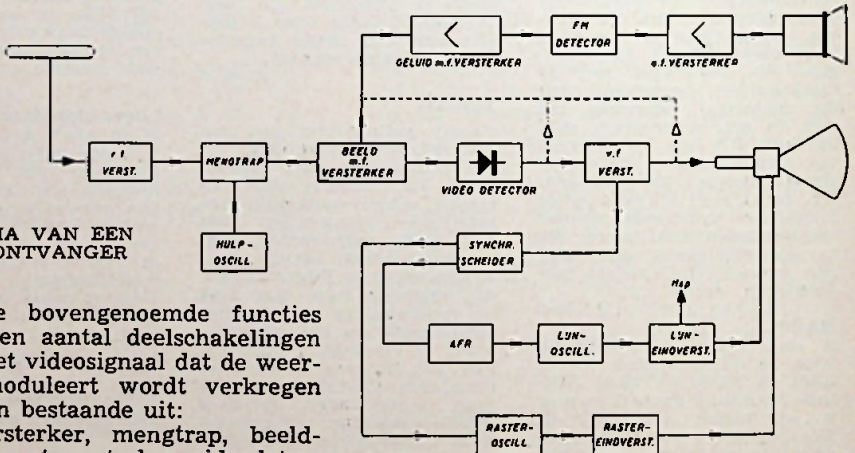 FM
DETECTOR
GELUID m.f. VERSTERKER
a.f. VERSTERKER
r.f.
VERST.
MENGTRAP
BEELD
m.f.
VERSTERKER
VIDEO DETECTOR
v.f
VERST.
HULP-
OSCILL.
SYNCHR.
SCHEIDER
HSP
AFR
LIJN-
OSCILL.
LIJN-
EINDVERST.
RASTER-
OSCILL
RASTER-
EINDVERST.
MA VAN EEN
ONTVANGER
e bovengenoemde functies
en aantal deelschakelingen
et videosignaal dat de weer-
noduleert wordt verkregen
n bestaande uit:
rsterker, mengtrap, beeld-